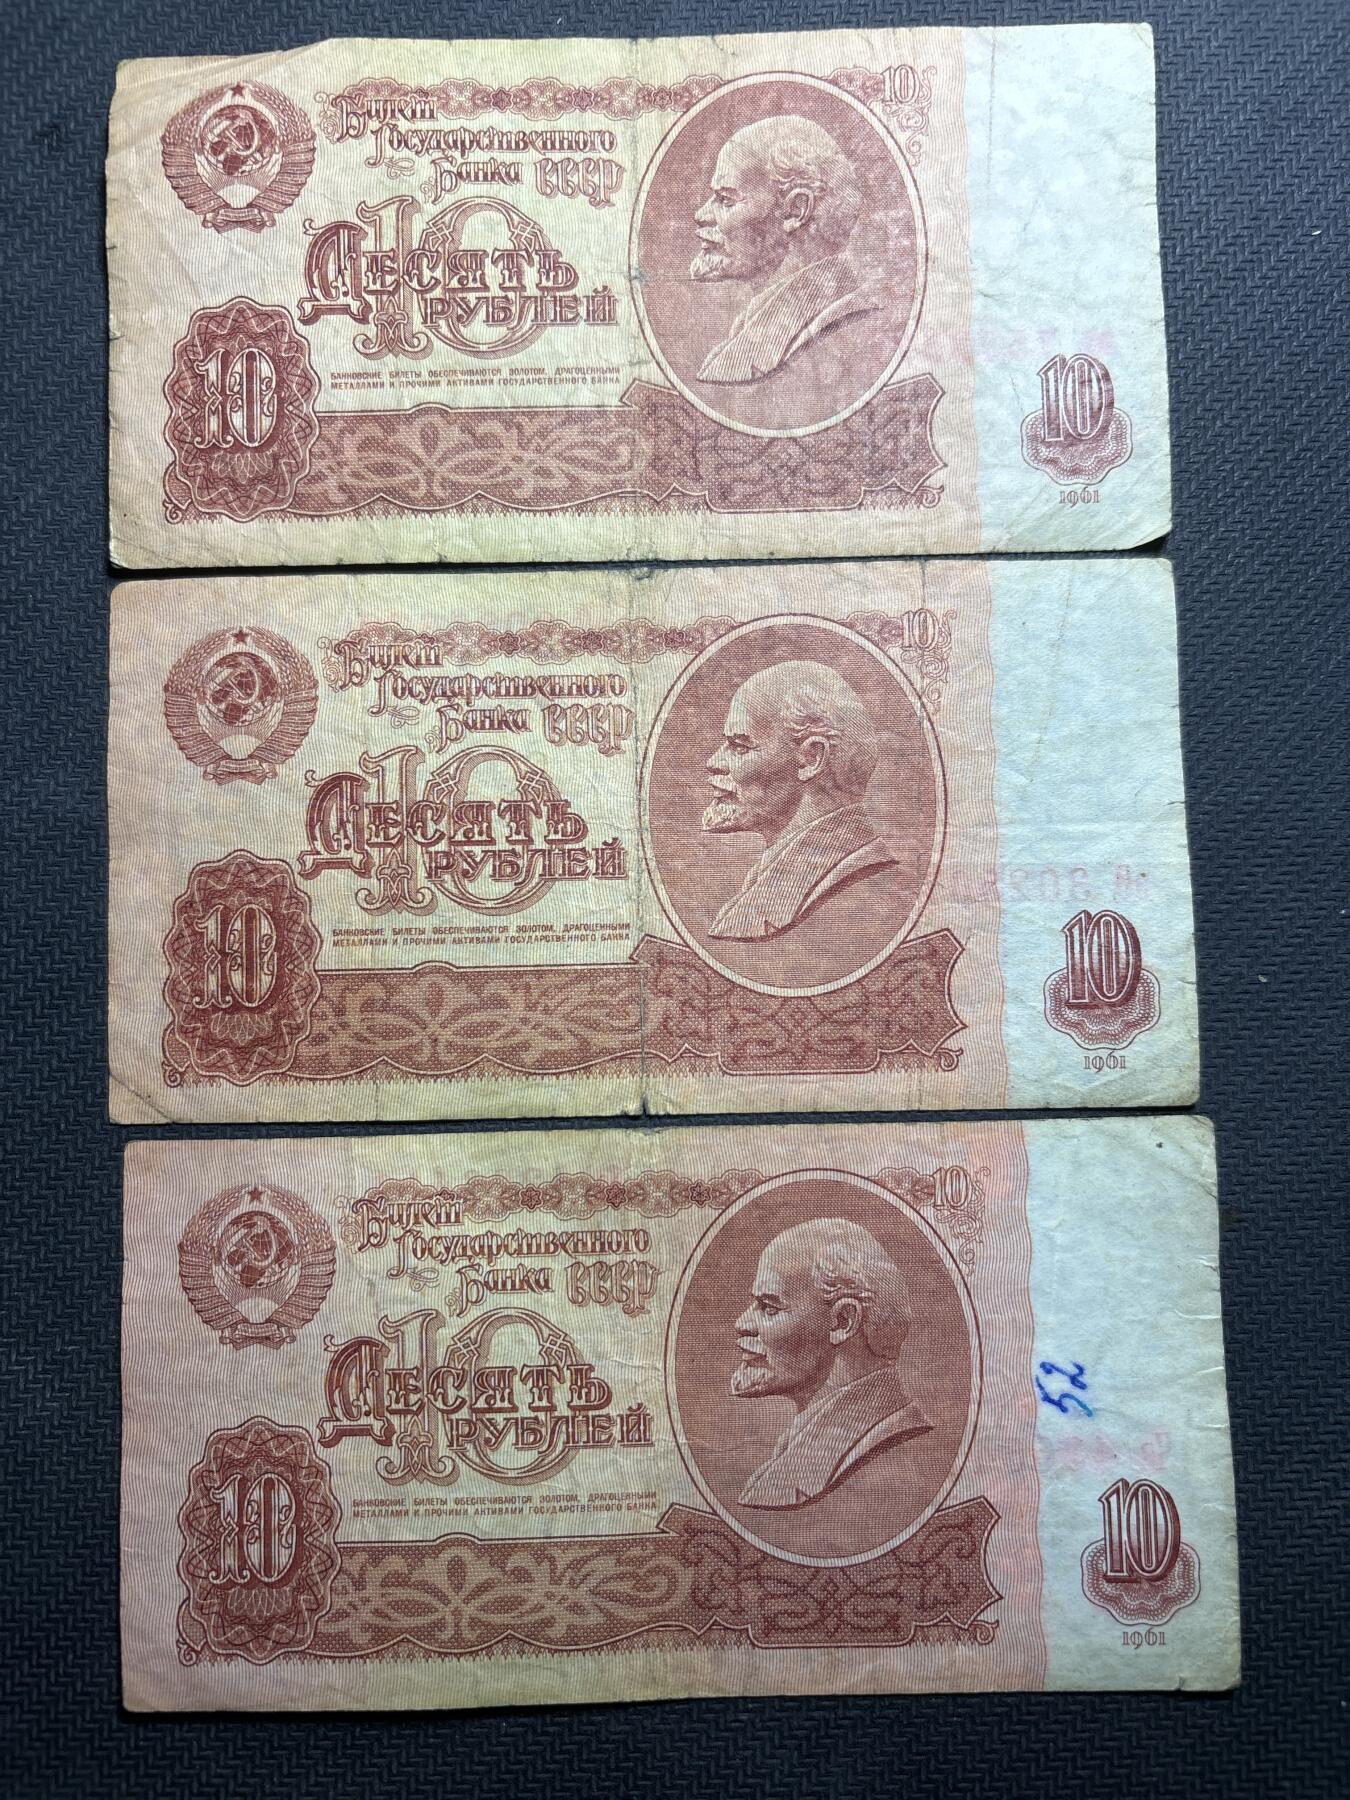 10
Билет
Государственного
Банка СССР
10
Десять
рублей
10
БАНКОВСКИЕ БИЛЕТЫ ОБЕСПЕЧИВАЮТСЯ ЗОЛОТОМ, ДРАГОЦЕННЫМИ
МЕТАЛЛАМИ И ПРОЧИМИ АКТИВАМИ ГОСУДАРСТВЕННОГО БАНКА
10
1961
10
Билет
Государственного
Банка СССР
10
Десять
рублей
10
БАНКОВСКИЕ БИЛЕТЫ ОБЕСПЕЧИВАЮТСЯ ЗОЛОТОМ, ДРАГОЦЕННЫМИ
МЕТАЛЛАМИ И ПРОЧИМИ АКТИВАМИ ГОСУДАРСТВЕННОГО БАНКА
10
1961
10
Билет
Государственного
Банка СССР
10
Десять
рублей
52
10
БАНКОВСКИЕ БИЛЕТЫ ОБЕСПЕЧИВАЮТСЯ ЗОЛОТОМ, ДРАГОЦЕННЫМИ
МЕТАЛЛАМИ И ПРОЧИМИ АКТИВАМИ ГОСУДАРСТВЕННОГО БАНКА
10
1961